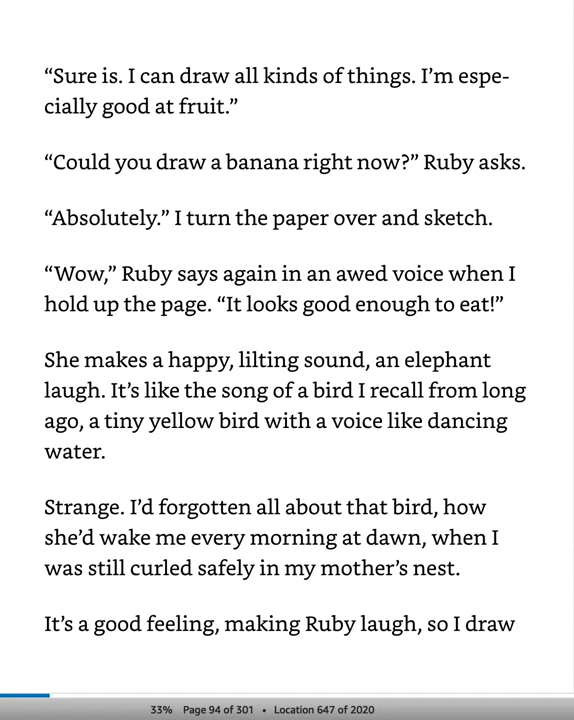 “Sure is. I can draw all kinds of things. I’m espe-
cially good at fruit.”
“Could you draw a banana right now?” Ruby asks.
“Absolutely.” I turn the paper over and sketch.
“Wow,” Ruby says again in an awed voice when I
hold up the page. “It looks good enough to eat!”
She makes a happy, lilting sound, an elephant
laugh. It’s like the song of a bird I recall from long
ago, a tiny yellow bird with a voice like dancing
water.
Strange. I’d forgotten all about that bird, how
she’d wake me every morning at dawn, when I
was still curled safely in my mother’s nest.
It’s a good feeling, making Ruby laugh, so I draw
33% Page 94 of 301 • Location 647 of 2020